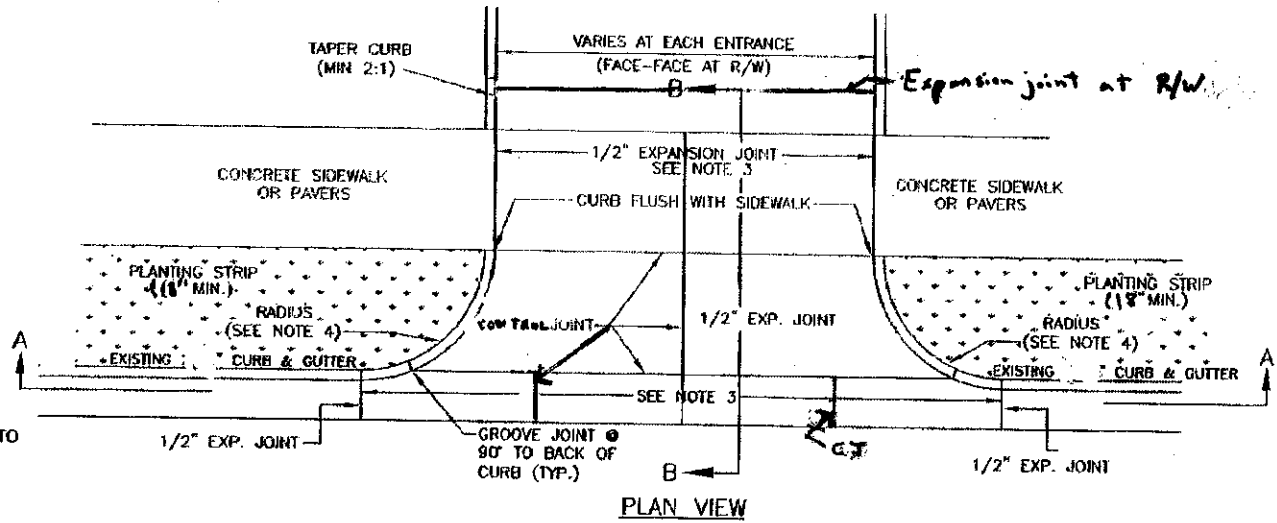 TAPER CURB
(MIN 2:1)
VARIES AT EACH ENTRANCE
(FACE-FACE AT R/W)
B
Expansion joint at R/W
1/2" EXPANSION JOINT
SEE NOTE 3
CONCRETE SIDEWALK
OR PAVERS
CONCRETE SIDEWALK
OR PAVERS
CURB FLUSH WITH SIDEWALK
PLANTING STRIP
(18" MIN.)
RADIUS
(SEE NOTE 4)
CONTROL JOINT
1/2" EXP. JOINT
PLANTING STRIP
(18" MIN.)
RADIUS
(SEE NOTE 4)
A
EXISTING CURB & GUTTER
EXISTING CURB & GUTTER
A
SEE NOTE 3
TO
1/2" EXP. JOINT
GROOVE JOINT @
90° TO BACK OF
CURB (TYP.)
B
CJ
1/2" EXP. JOINT
PLAN VIEW